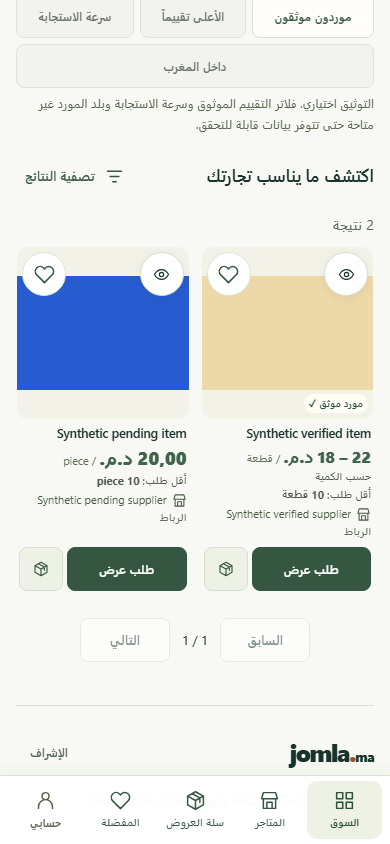 موردون موثقون
الأعلى تقييماً
سرعة الاستجابة
داخل المغرب
التوثيق اختياري. فلاتر التقييم الموثوق وسرعة الاستجابة وبلد المورد غير
متاحة حتى تتوفر بيانات قابلة للتحقق.
اكتشف ما يناسب تجارتك
تصفية النتائج
2 نتيجة
مورد موثق ✓
Synthetic verified item
18 – 22 د.م. / قطعة
حسب الكمية
أقل طلب: 10 قطعة
Synthetic verified supplier
الرباط
طلب عرض
Synthetic pending item
20,00 د.م. / piece
أقل طلب: 10 piece
Synthetic pending supplier
الرباط
طلب عرض
السابق
1 / 1
التالي
jomla.ma
الإشراف
السوق
المتاجر
سلة العروض
المفضلة
حسابي